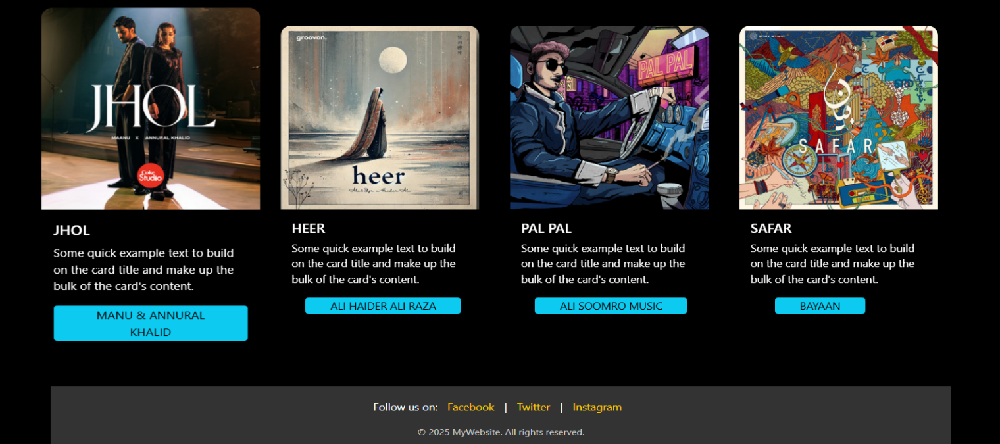 JHOL
MAANU X ANNURAL KHALID
Coke
Studio
groovon.
heer
PAL PAL
SAFAR
JHOL
Some quick example text to build
on the card title and make up the
bulk of the card's content.
MANU & ANNURAL
KHALID
HEER
Some quick example text to build
on the card title and make up the
bulk of the card's content.
ALI HAIDER ALI RAZA
PAL PAL
Some quick example text to build
on the card title and make up the
bulk of the card's content.
ALI SOOMRO MUSIC
SAFAR
Some quick example text to build
on the card title and make up the
bulk of the card's content.
BAYAAN
Follow us on: Facebook | Twitter | Instagram
© 2025 MyWebsite. All rights reserved.